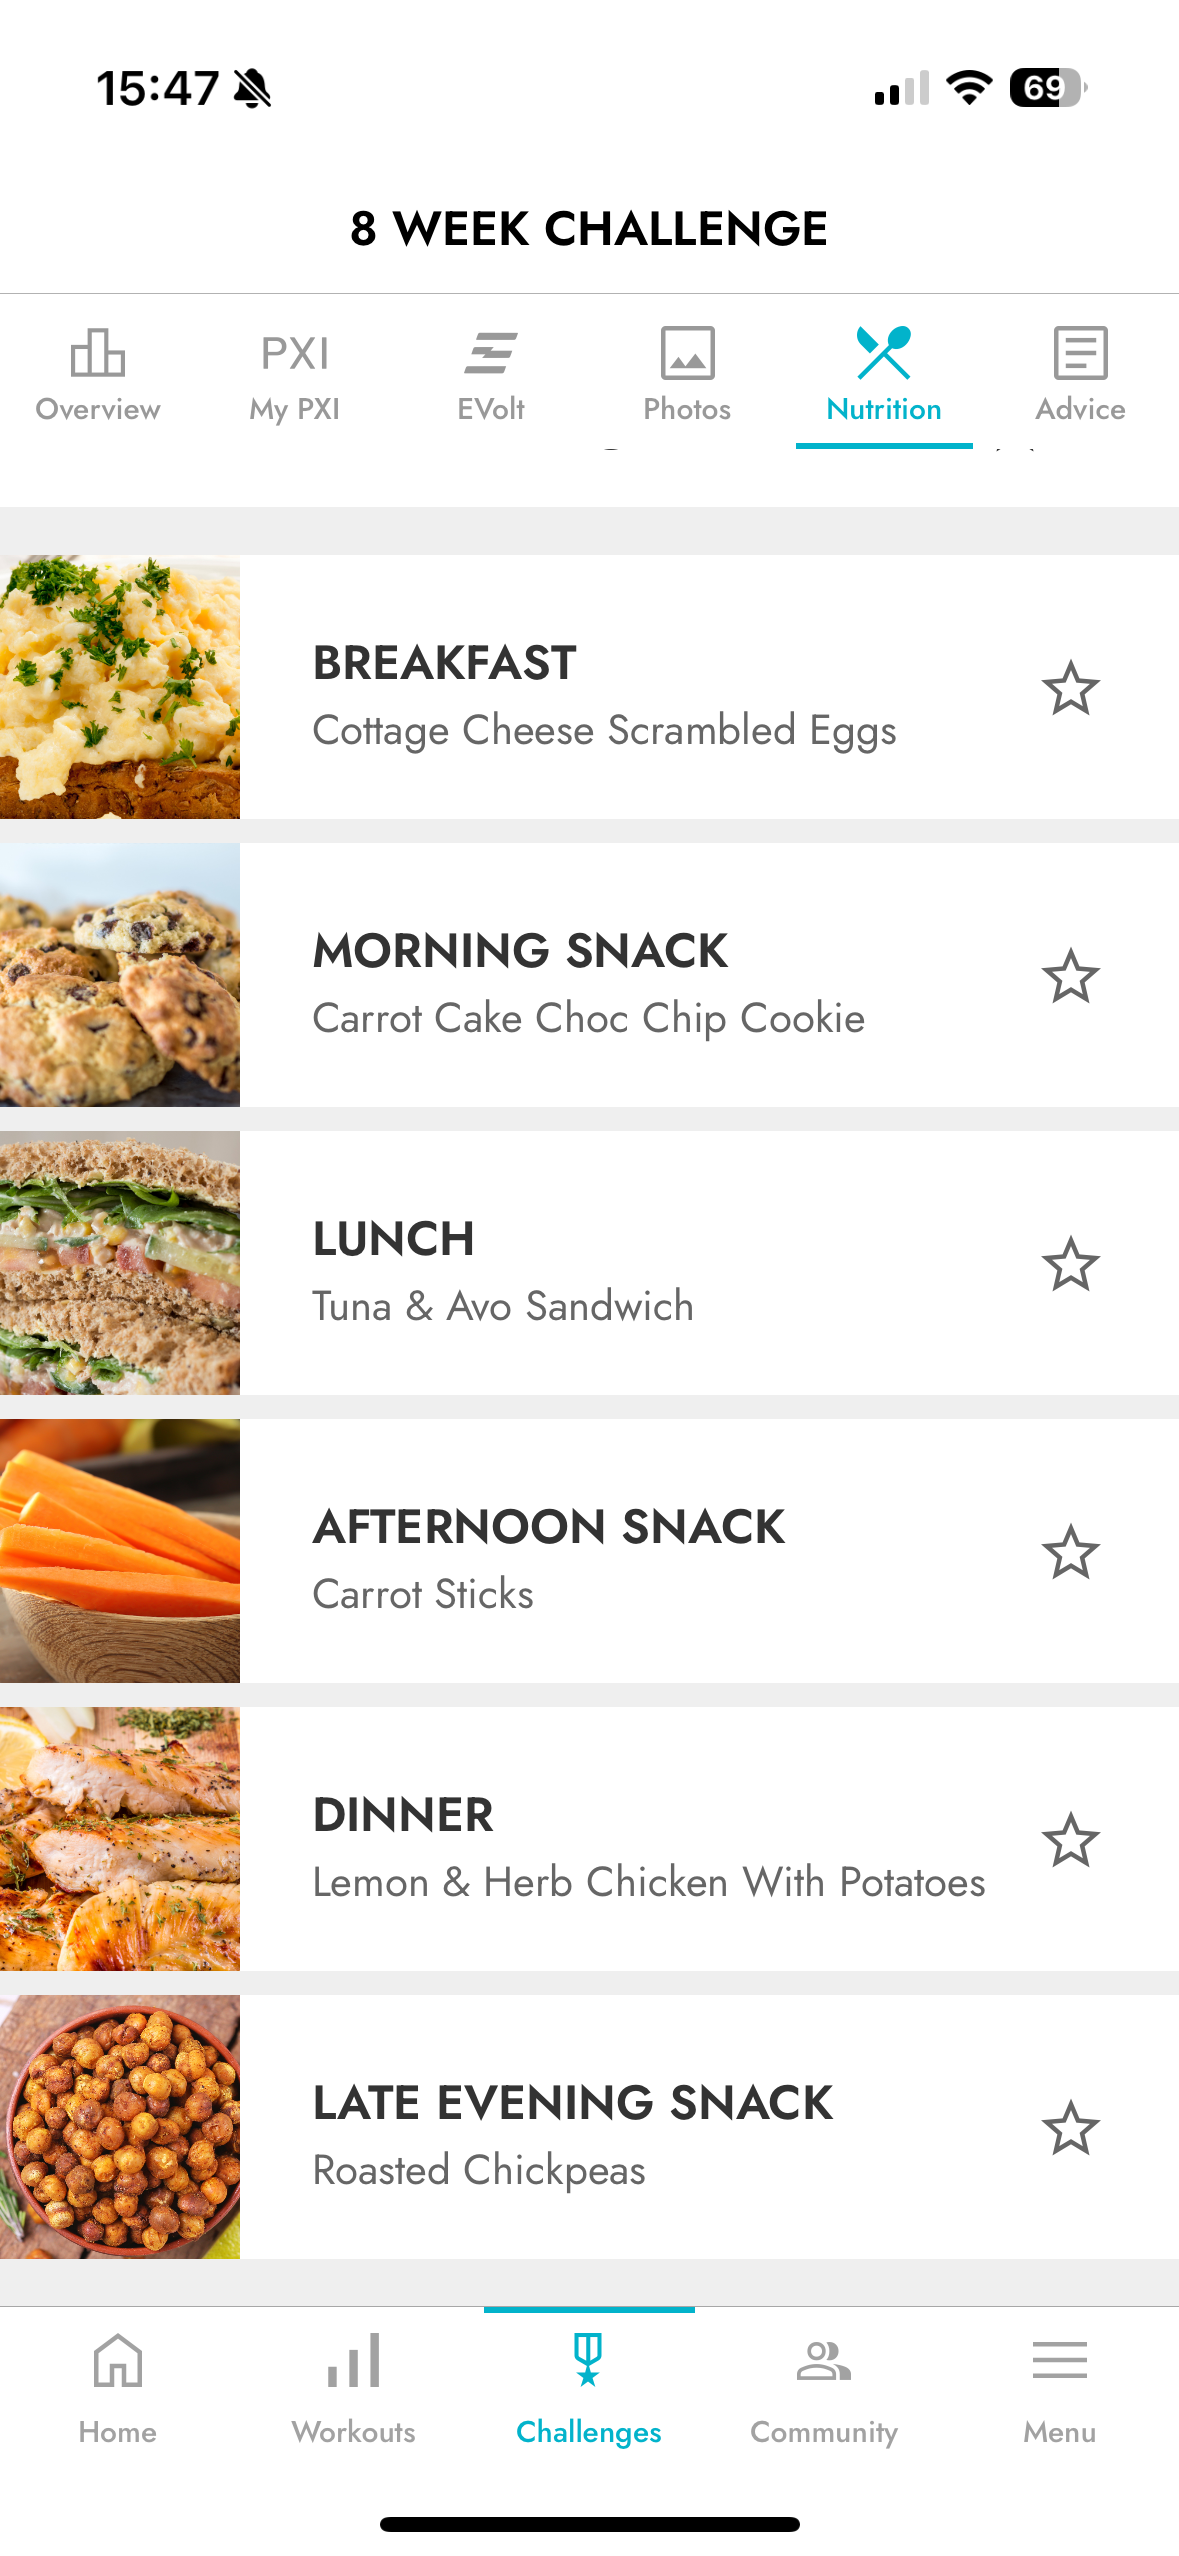 15:47
69
8 WEEK CHALLENGE
PXI
Overview My PXI EVolt Photos Nutrition Advice
BREAKFAST
Cottage Cheese Scrambled Eggs
MORNING SNACK
Carrot Cake Choc Chip Cookie
LUNCH
Tuna & Avo Sandwich
AFTERNOON SNACK
Carrot Sticks
DINNER
Lemon & Herb Chicken With Potatoes
LATE EVENING SNACK
Roasted Chickpeas
Home Workouts Challenges Community Menu